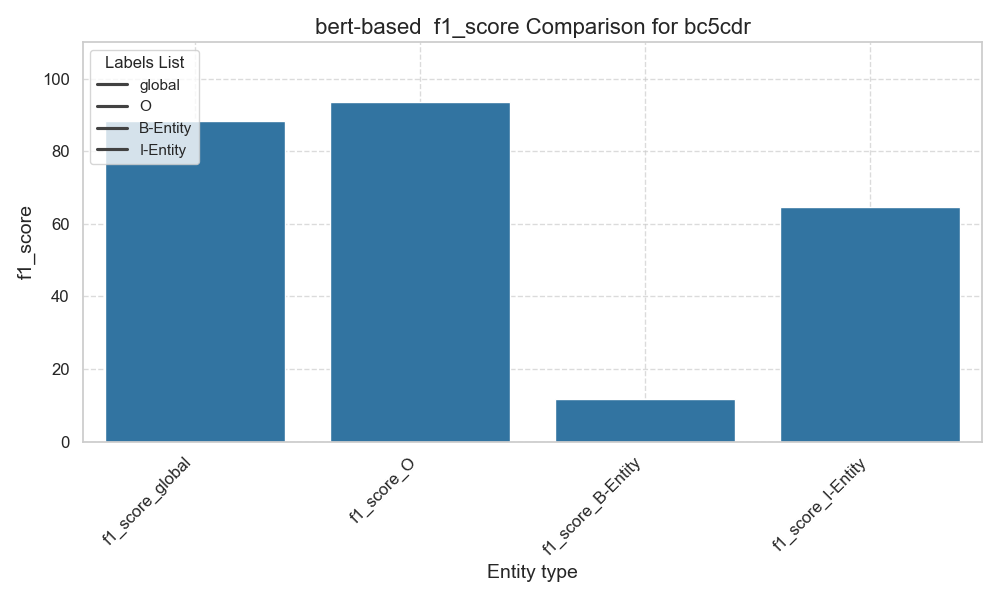 bert-based  f1_score Comparison for bc5cdr
Labels List
global
O
B-Entity
I-Entity
f1_score
100
80
60
40
20
0
f1_score_global
f1_score_O
f1_score_B-Entity
f1_score_I-Entity
Entity type